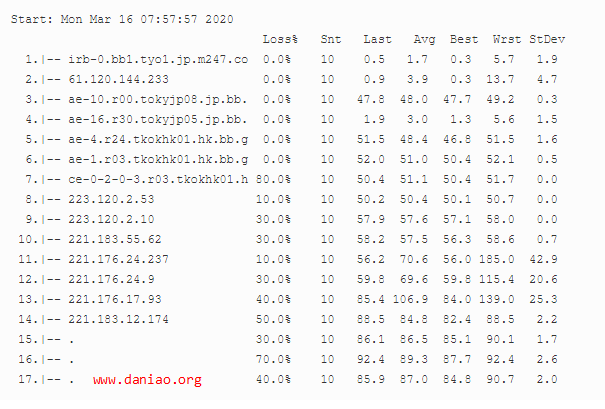 Start: Mon Mar 16 07:57:57 2020
Loss% Snt Last Avg Best Wrst StDev
1.|-- irb-0.bb1.tyo1.jp.m247.co 0.0% 10 0.5 1.7 0.3 5.7 1.9
2.|-- 61.120.144.233 0.0% 10 0.9 3.9 0.3 13.7 4.7
3.|-- ae-10.r00.tokyjp08.jp.bb. 0.0% 10 47.8 48.0 47.7 49.2 0.3
4.|-- ae-16.r30.tokyjp05.jp.bb. 0.0% 10 1.9 3.0 1.3 5.6 1.5
5.|-- ae-4.r24.tkokhk01.hk.bb.g 0.0% 10 51.5 48.4 46.8 51.5 1.6
6.|-- ae-1.r03.tkokhk01.hk.bb.g 0.0% 10 52.0 51.0 50.4 52.1 0.5
7.|-- ce-0-2-0-3.r03.tkokhk01.h 80.0% 10 50.4 51.1 50.4 51.7 0.0
8.|-- 223.120.2.53 10.0% 10 50.2 50.4 50.1 50.7 0.0
9.|-- 223.120.2.10 30.0% 10 57.9 57.6 57.1 58.0 0.0
10.|-- 221.183.55.62 30.0% 10 58.2 57.5 56.3 58.6 0.7
11.|-- 221.176.24.237 10.0% 10 56.2 70.6 56.0 185.0 42.9
12.|-- 221.176.24.9 30.0% 10 59.8 69.6 59.8 115.4 20.6
13.|-- 221.176.17.93 40.0% 10 85.4 106.9 84.0 139.0 25.3
14.|-- 221.183.12.174 50.0% 10 88.5 84.8 82.4 88.5 2.2
15.|-- . 30.0% 10 86.1 86.5 85.1 90.1 1.7
16.|-- . 70.0% 10 92.4 89.3 87.7 92.4 2.6
17.|-- . www.daniao.org 40.0% 10 85.9 87.0 84.8 90.7 2.0